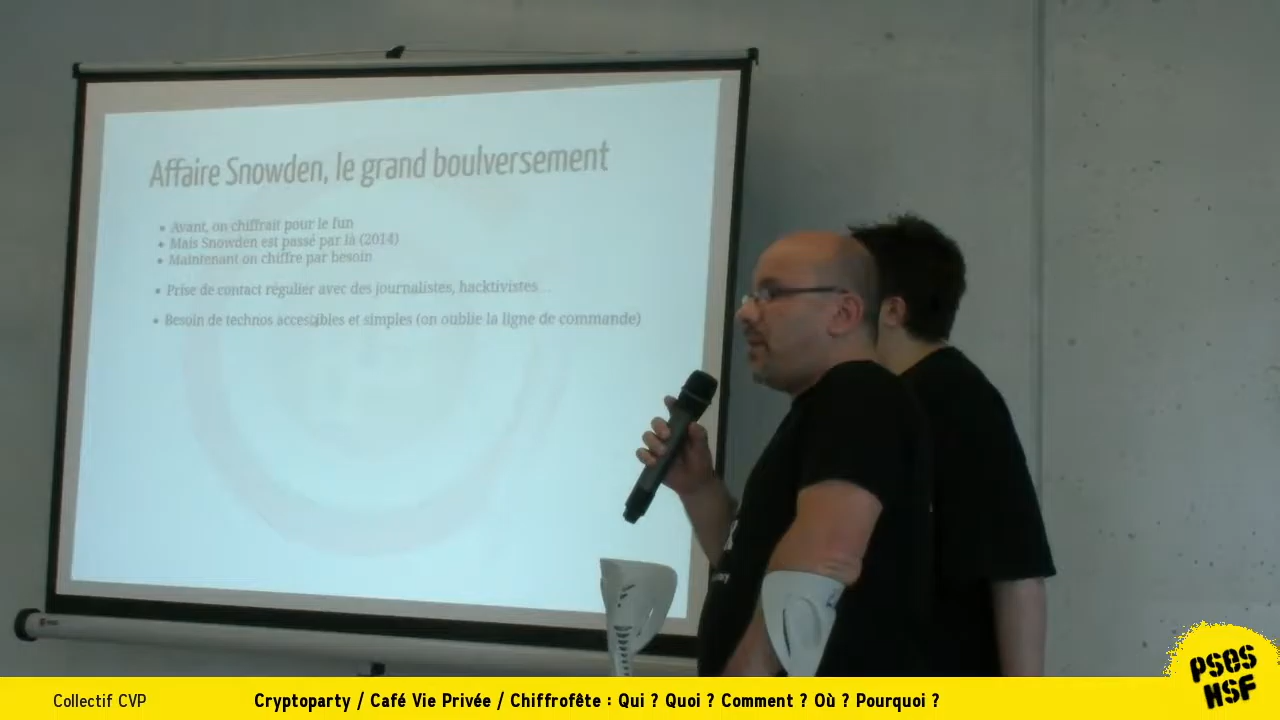 Affaire Snowden, le grand boulversement
Avant, on chiffrait pour le fun
Mais Snowden est passé par là (2014)
Maintenant on chiffre par besoin
Prise de contact régulier avec des journalistes, hacktivistes...
Besoin de technos accessibles et simples (on oublie la ligne de commande)
PSES
HSF
Collectif CVP
Cryptoparty / Café Vie Privée / Chiffrofête : Qui ? Quoi ? Comment ? Où ? Pourquoi ?